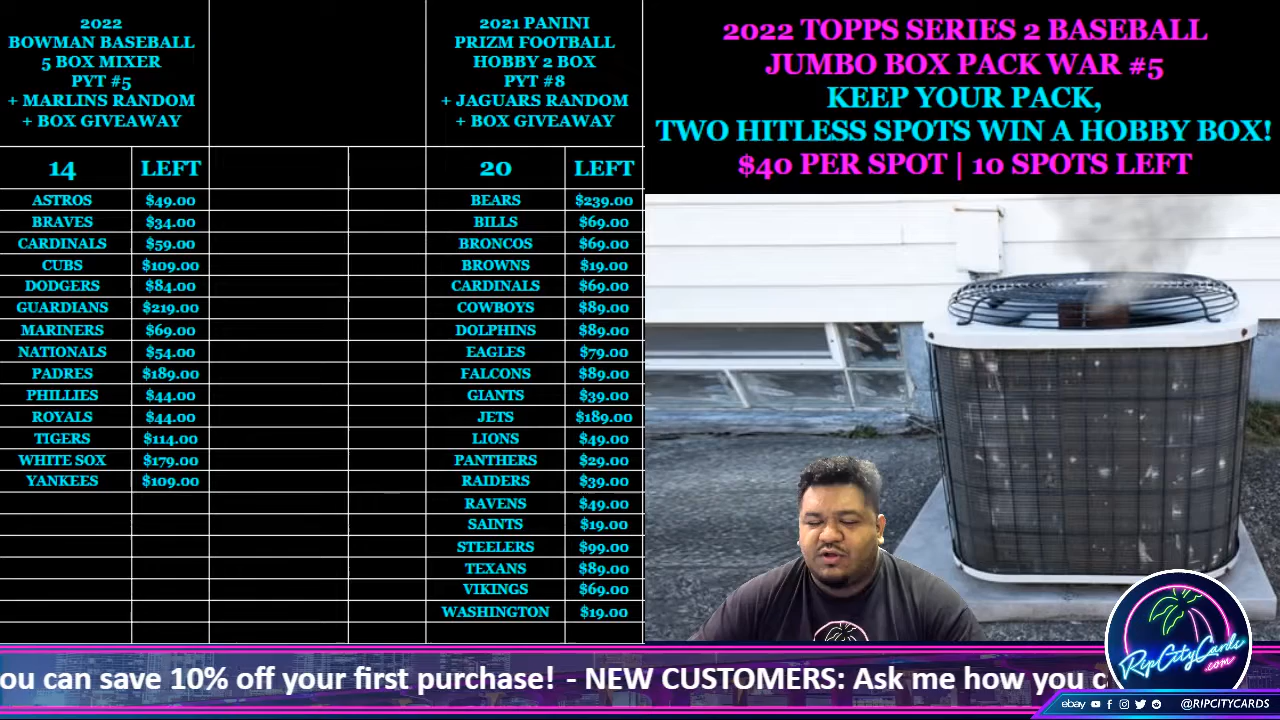 2022
BOWMAN BASEBALL
5 BOX MIXER
PYT #5
+ MARLINS RANDOM
+ BOX GIVEAWAY
14 LEFT
ASTROS $49.00
BRAVES $34.00
CARDINALS $59.00
CUBS $109.00
DODGERS $84.00
GUARDIANS $219.00
MARINERS $69.00
NATIONALS $54.00
PADRES $189.00
PHILLIES $44.00
ROYALS $44.00
TIGERS $114.00
WHITE SOX $179.00
YANKEES $109.00
2021 PANINI
PRIZM FOOTBALL
HOBBY 2 BOX
PYT #8
+ JAGUARS RANDOM
+ BOX GIVEAWAY
20 LEFT
BEARS $239.00
BILLS $69.00
BRONCOS $69.00
BROWNS $19.00
CARDINALS $69.00
COWBOYS $89.00
DOLPHINS $89.00
EAGLES $79.00
FALCONS $89.00
GIANTS $39.00
JETS $189.00
LIONS $49.00
PANTHERS $29.00
RAIDERS $39.00
RAVENS $49.00
SAINTS $19.00
STEELERS $99.00
TEXANS $89.00
VIKINGS $69.00
WASHINGTON $19.00
2022 TOPPS SERIES 2 BASEBALL
JUMBO BOX PACK WAR #5
KEEP YOUR PACK,
TWO HITLESS SPOTS WIN A HOBBY BOX!
$40 PER SPOT | 10 SPOTS LEFT
ou can save 10% off your first purchase! - NEW CUSTOMERS: Ask me how you c
RipCityCards
.com
ebay @RIPCITYCARDS